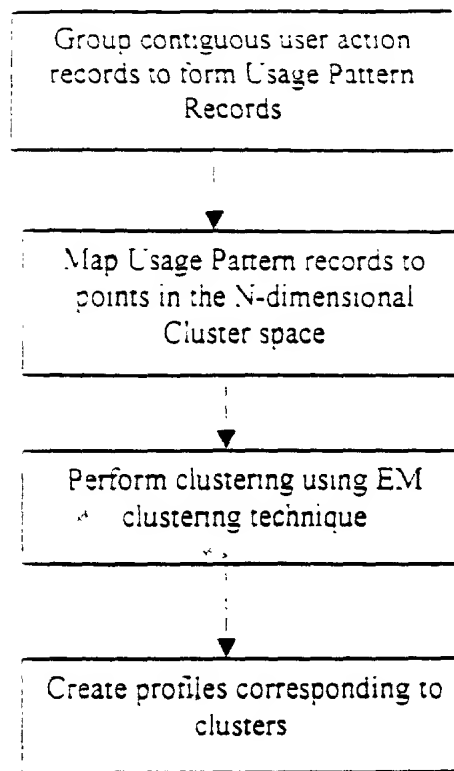 Group contiguous user action
records to form Usage Pattern
Records
Map Usage Pattern records to
points in the N-dimensional
Cluster space
Perform clustering using EM
clustering technique
Create profiles corresponding to
clusters